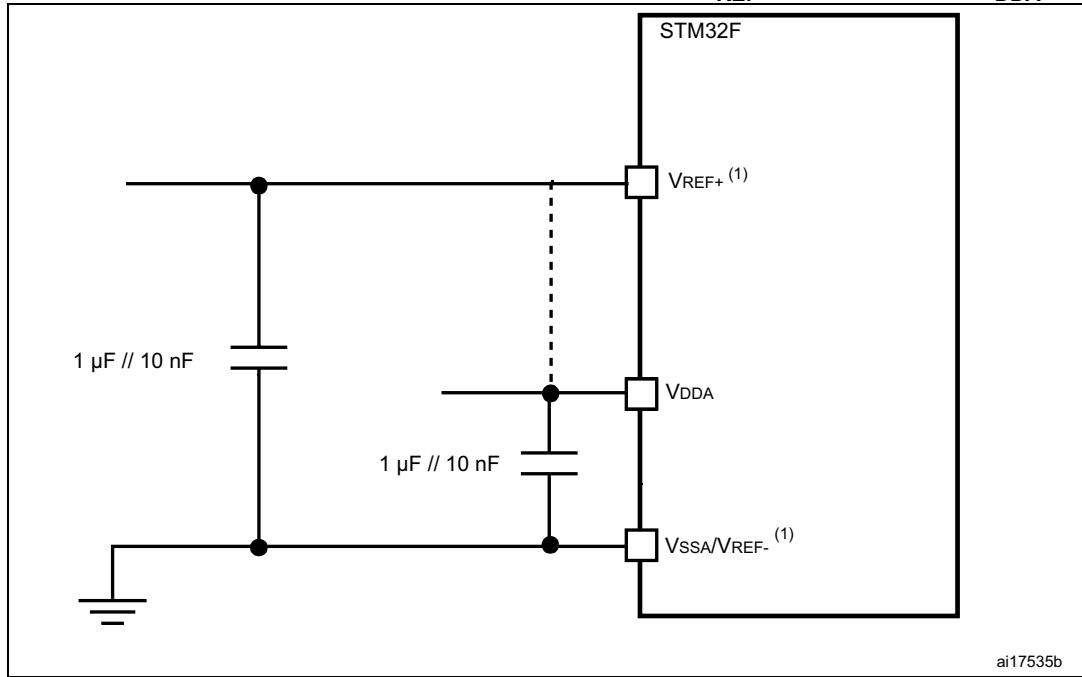 STM32F
VREF+ (1)
1 µF // 10 nF
VDDA
1 µF // 10 nF
VSSA/VREF- (1)
ai17535b